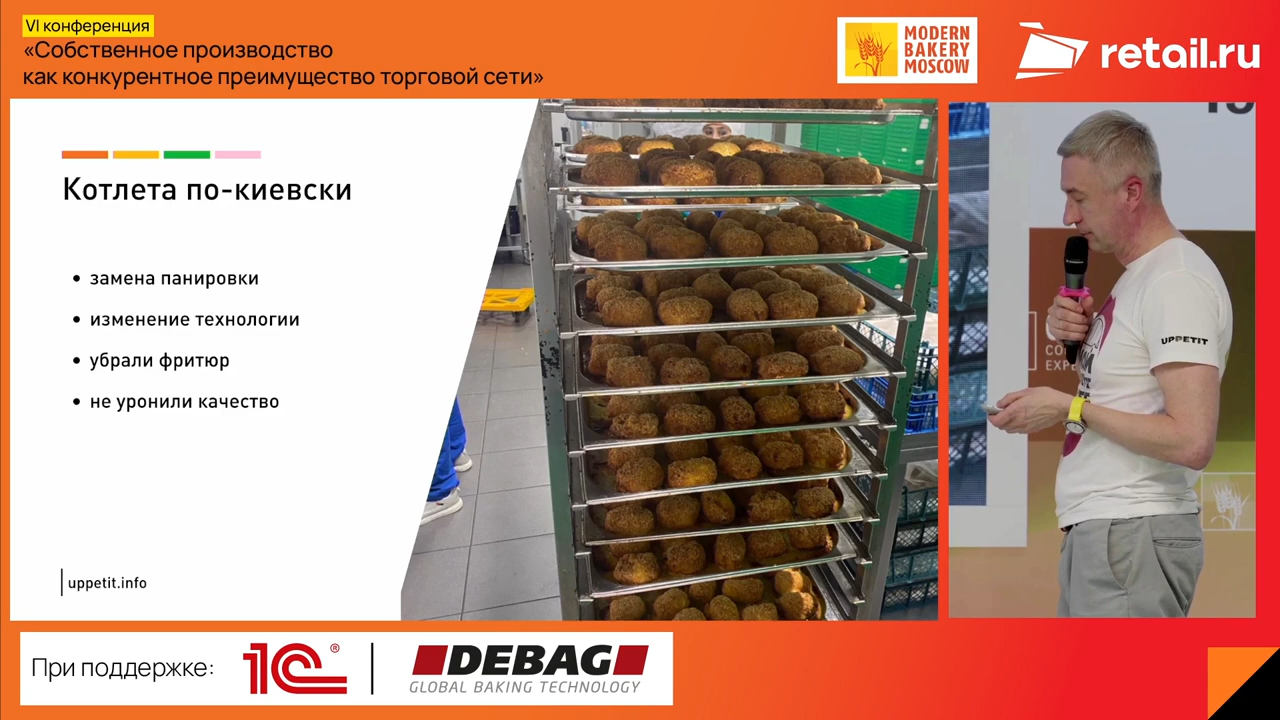 VI конференция
«Собственное производство
как конкурентное преимущество торговой сети»
MODERN
BAKERY
MOSCOW
retail.ru
Котлета по-киевски
• замена панировки
• изменение технологии
• убрали фритюр
• не уронили качество
uppetit.info
UPPETIT
При поддержке:
1С®
DEBAG
GLOBAL BAKING TECHNOLOGY